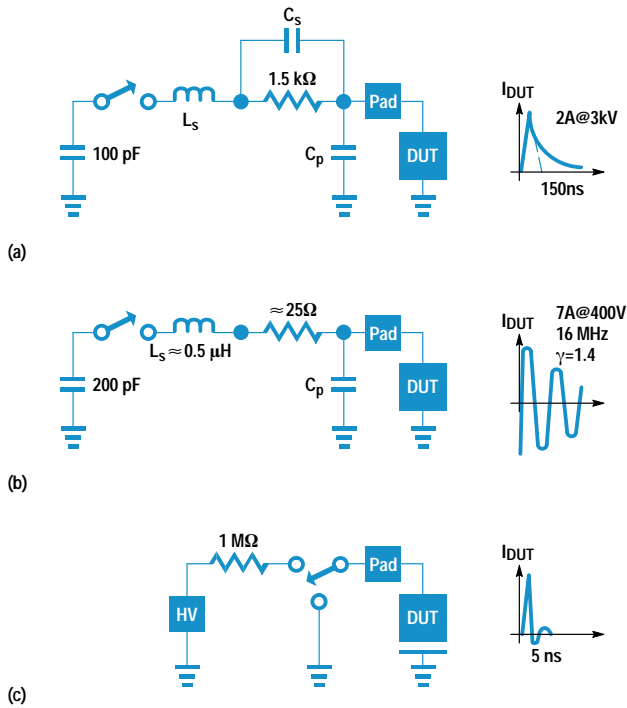 Cs
1.5 kΩ
Ls
Pad
100 pF
Cp
DUT
IDUT
2A@3kV
150ns
(a)
≈25Ω
Ls ≈ 0.5 µH
Pad
200 pF
Cp
DUT
IDUT
7A@400V
16 MHz
γ=1.4
(b)
1 MΩ
Pad
HV
DUT
IDUT
5 ns
(c)